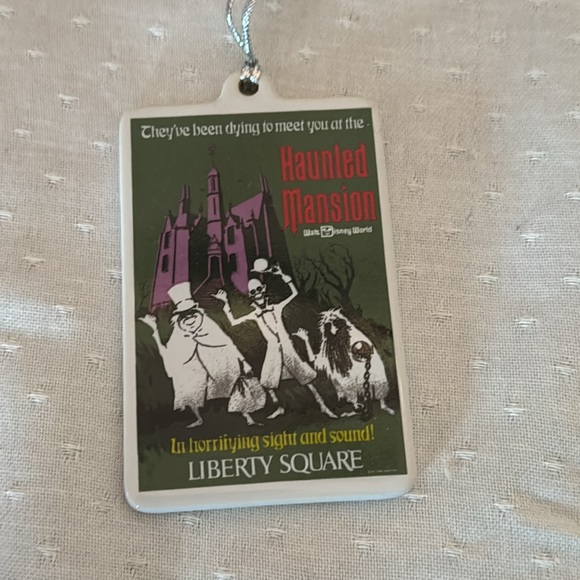 They've been dying to meet you at the
Haunted
Mansion
Walt Disney World
In horrifying sight and sound!
LIBERTY SQUARE